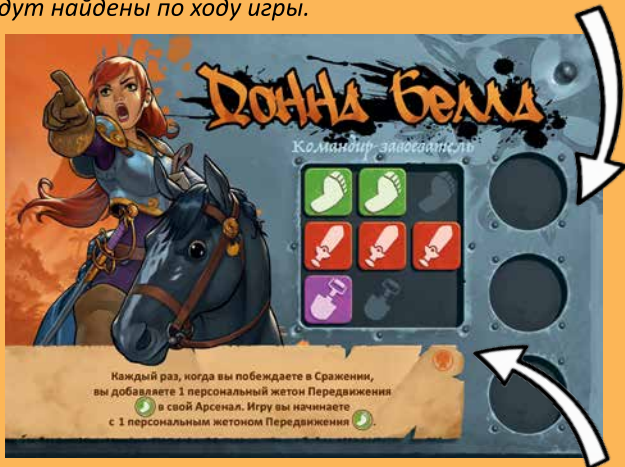 дут найдены по ходу игры.
Донна Белла
Командир-завоеватель
Каждый раз, когда вы побеждаете в Сражении,
вы добавляете 1 персональный жетон Передвижения
в свой Арсенал. Игру вы начинаете
с 1 персональным жетоном Передвижения .